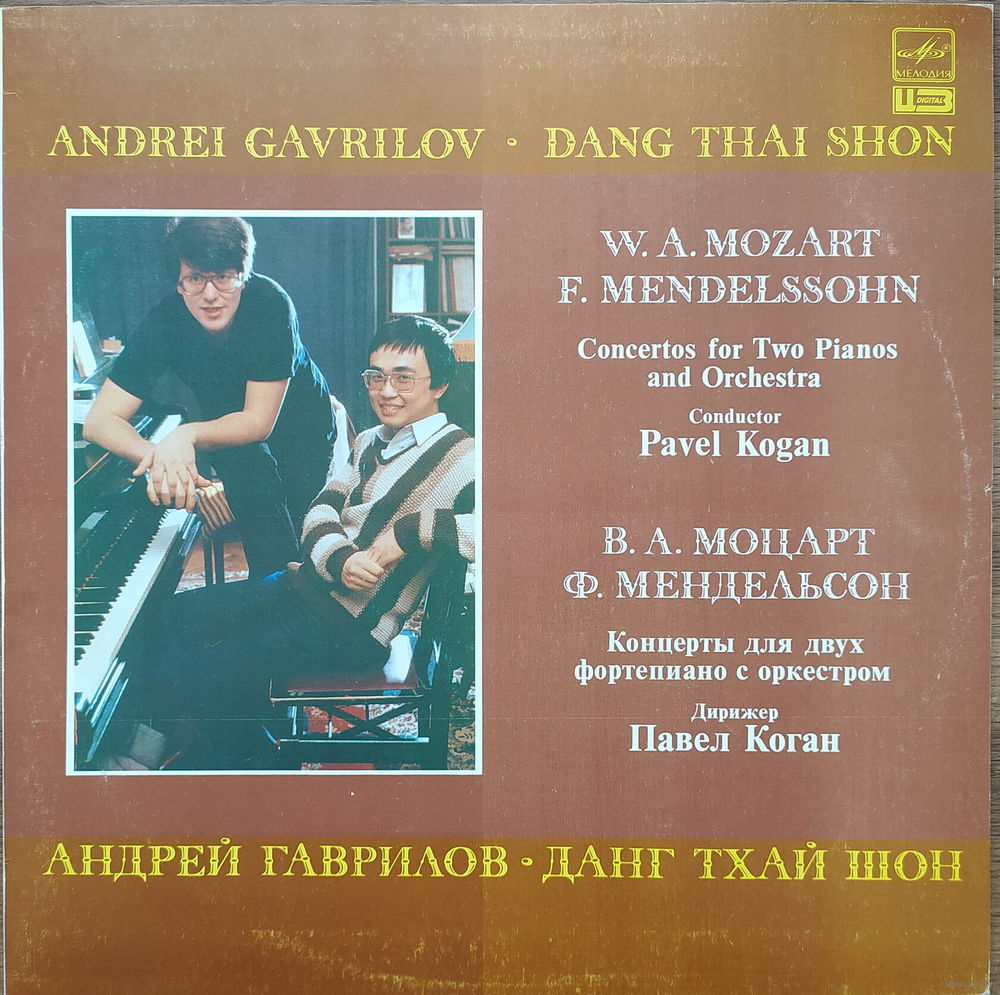 МЕЛОДИЯ
ЦЗ DIGITAL
ANDREI GAVRILOV · DANG THAI SHON
W. A. MOZART
F. MENDELSSOHN
Concertos for Two Pianos
and Orchestra
Conductor
Pavel Kogan
В. А. МОЦАРТ
Ф. МЕНДЕЛЬСОН
Концерты для двух
фортепиано с оркестром
Дирижер
Павел Коган
АНДРЕЙ ГАВРИЛОВ · ДАНГ ТХАЙ ШОН